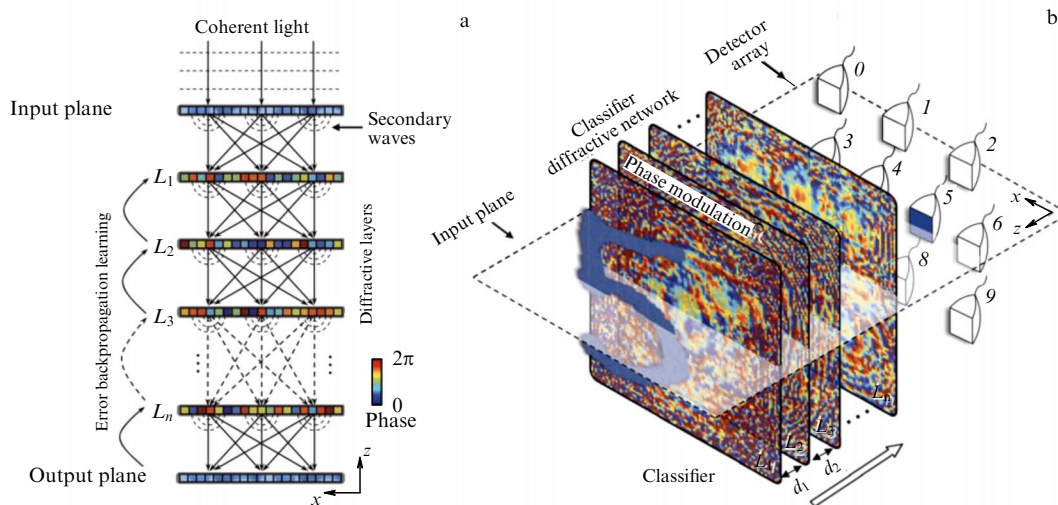 a
Coherent light
Input plane
Secondary
waves
L1
L2
L3
Ln
Error backpropagation learning
Diffractive layers
2π
0
Phase
Output plane
z
x
b
Detector
array
Classifier
diffractive network
Phase modulation
Input plane
0
1
2
3
4
5
6
8
9
x
z
L1
L2
L3
Ln
d1
d2
Classifier